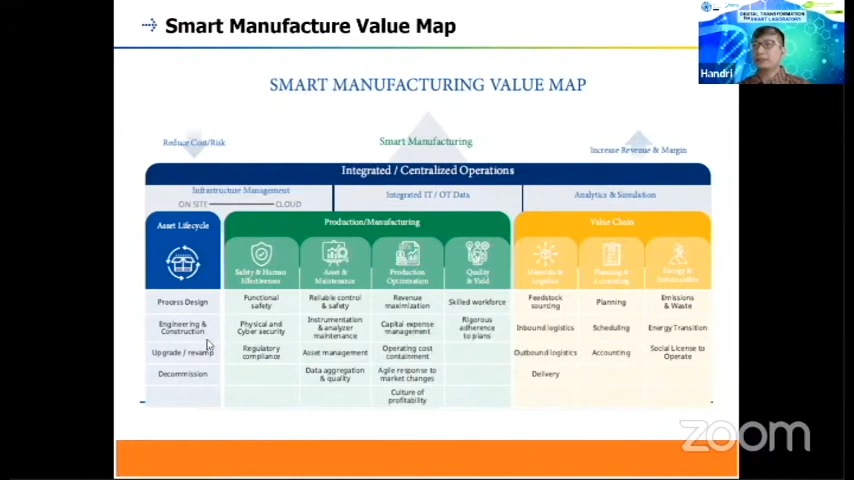 Smart Manufacture Value Map
DIGITAL TRANSFORMATION
SMART LABORATORY
Handri
SMART MANUFACTURING VALUE MAP
Reduce Cost/Risk
Smart Manufacturing
Increase Revenue & Margin
Integrated / Centralized Operations
Infrastructure Management
ON SITE
CLOUD
Integrated IT / OT Data
Analytics & Simulation
Asset Lifecycle
Production/Manufacturing
Value Chain
Safety & Human
Effectiveness
Asset &
Maintenance
Production
Optimization
Quality
& Yield
Materials &
Logistics
Planning &
Accounting
Energy &
Sustainability
Process Design
Engineering &
Construction
Upgrade / revamp
Decommission
Functional
safety
Physical and
Cyber security
Regulatory
compliance
Reliable control
& safety
Instrumentation
& analyzer
maintenance
Asset management
Data aggregation
& quality
Revenue
maximization
Capital expense
management
Operating cost
containment
Agile response to
market changes
Culture of
profitability
Skilled workforce
Rigorous
adherence
to plans
Feedstock
sourcing
Inbound logistics
Outbound logistics
Delivery
Planning
Scheduling
Accounting
Emissions
& Waste
Energy Transition
Social License to
Operate
zoom